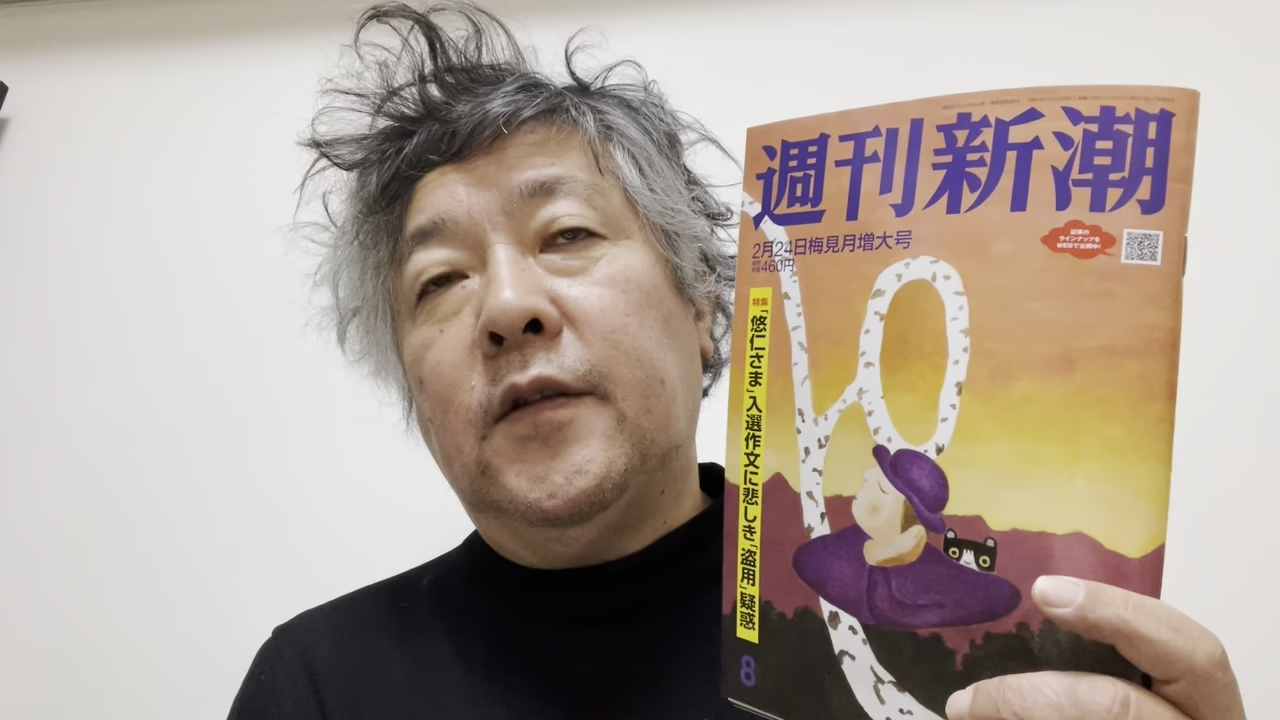 週刊新潮
2月24日梅見月増大号
460円
記事の
ラインナップを
WEBで公開中!
特集
「悠仁さま」入選作文に悲しき「盗用」疑惑
8